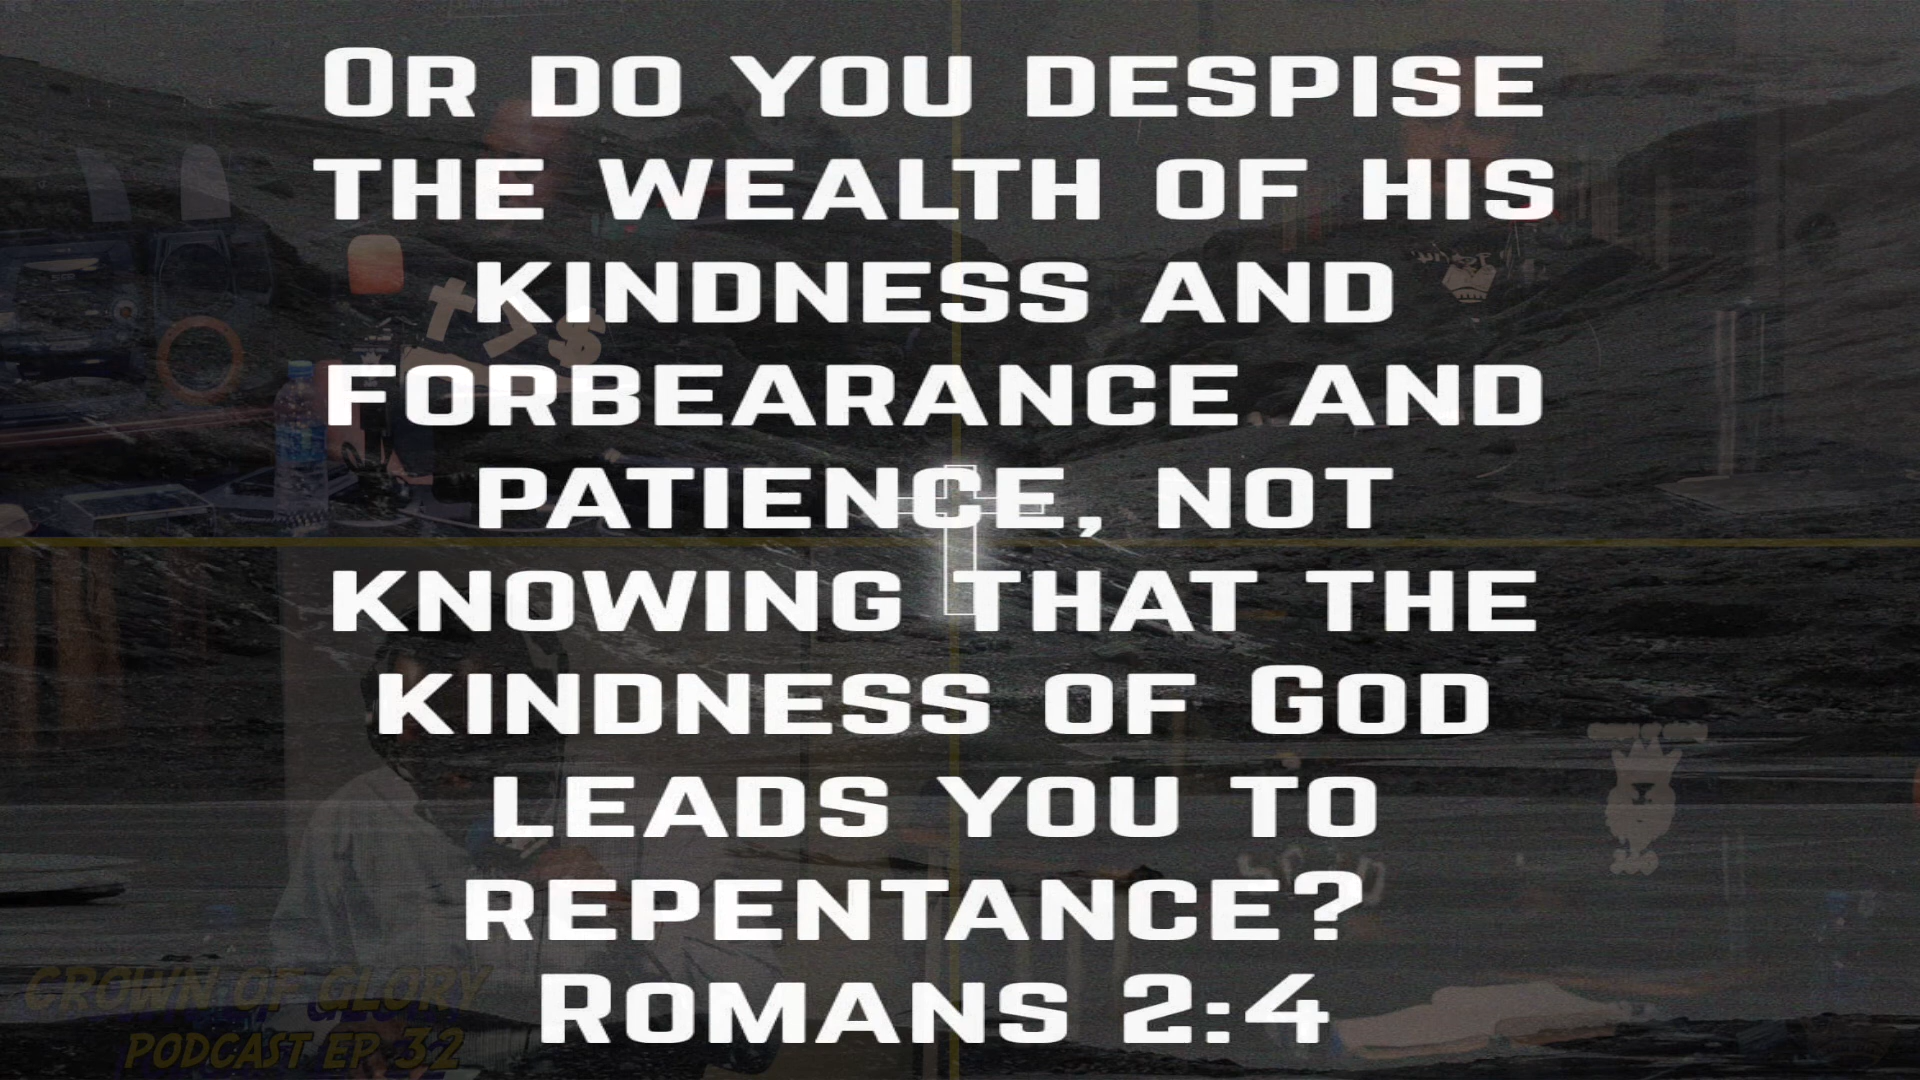 Or do you despise
the wealth of his
kindness and
forbearance and
patience, not
knowing that the
kindness of God
leads you to
repentance?
Romans 2:4
CROWN OF GLORY
PODCAST EP 32